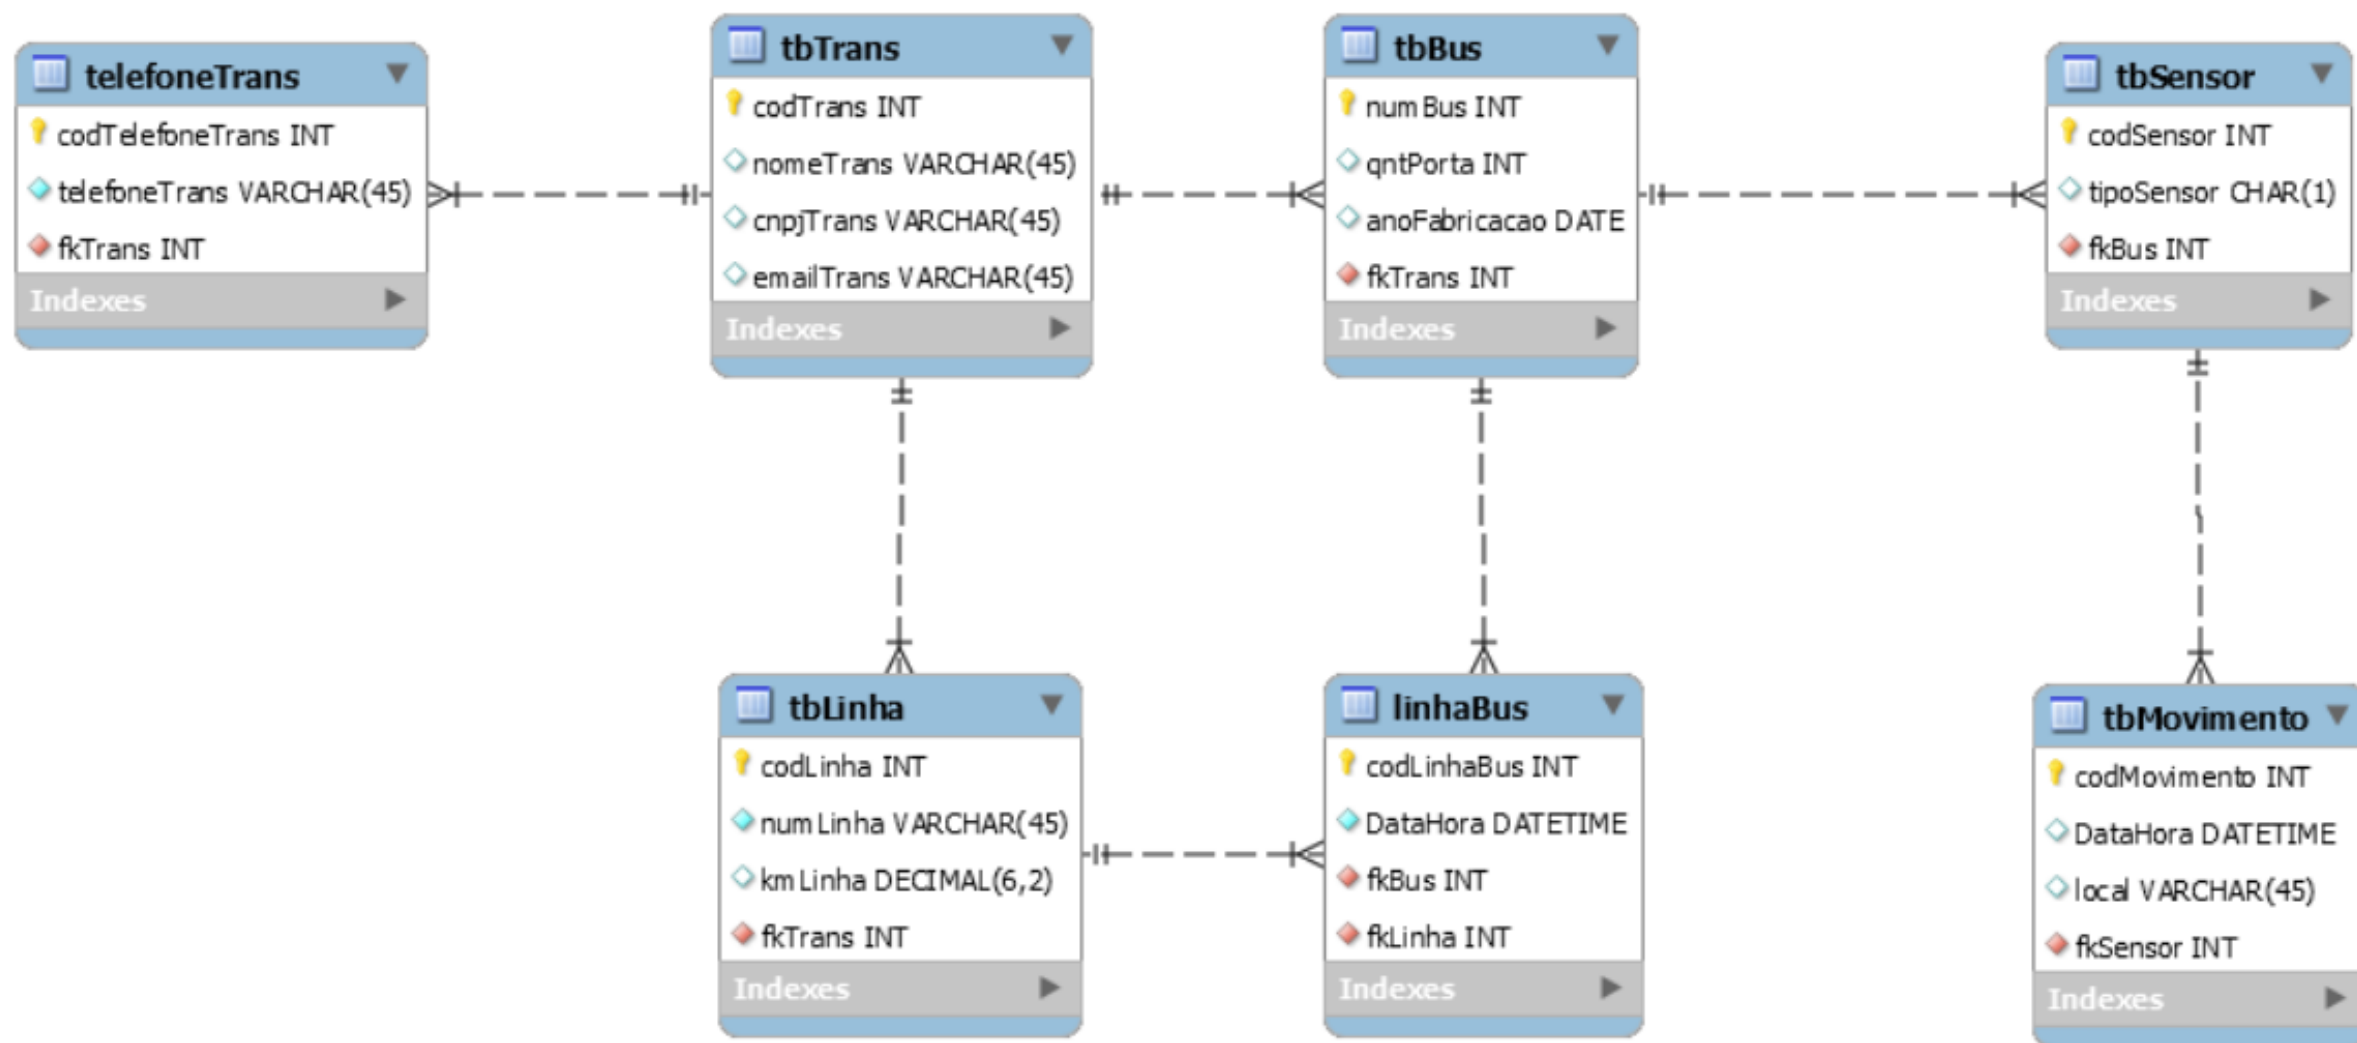 telefoneTrans
codTelefoneTrans INT
telefoneTrans VARCHAR(45)
fkTrans INT
Indexes
tbTrans
codTrans INT
nomeTrans VARCHAR(45)
cnpjTrans VARCHAR(45)
emailTrans VARCHAR(45)
Indexes
tbBus
numBus INT
qntPorta INT
anoFabricacao DATE
fkTrans INT
Indexes
tbSensor
codSensor INT
tipoSensor CHAR(1)
fkBus INT
Indexes
tbLinha
codLinha INT
numLinha VARCHAR(45)
kmLinha DECIMAL(6,2)
fkTrans INT
Indexes
linhaBus
codLinhaBus INT
DataHora DATETIME
fkBus INT
fkLinha INT
Indexes
tbMovimento
codMovimento INT
DataHora DATETIME
local VARCHAR(45)
fkSensor INT
Indexes